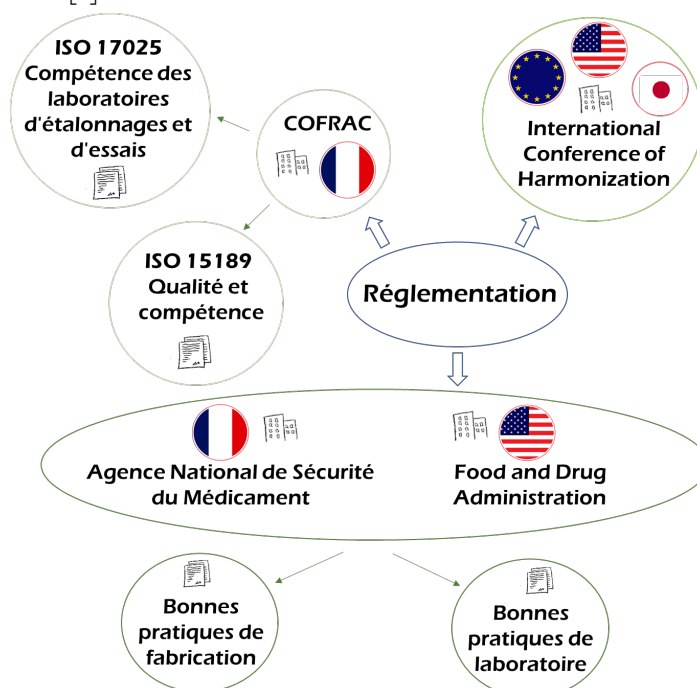 ISO 17025
Compétence des
laboratoires
d'étalonnages et
d'essais
COFRAC
International
Conference of
Harmonization
ISO 15189
Qualité et
compétence
Réglementation
Agence National de Sécurité
du Médicament
Food and Drug
Administration
Bonnes
pratiques de
fabrication
Bonnes
pratiques de
laboratoire